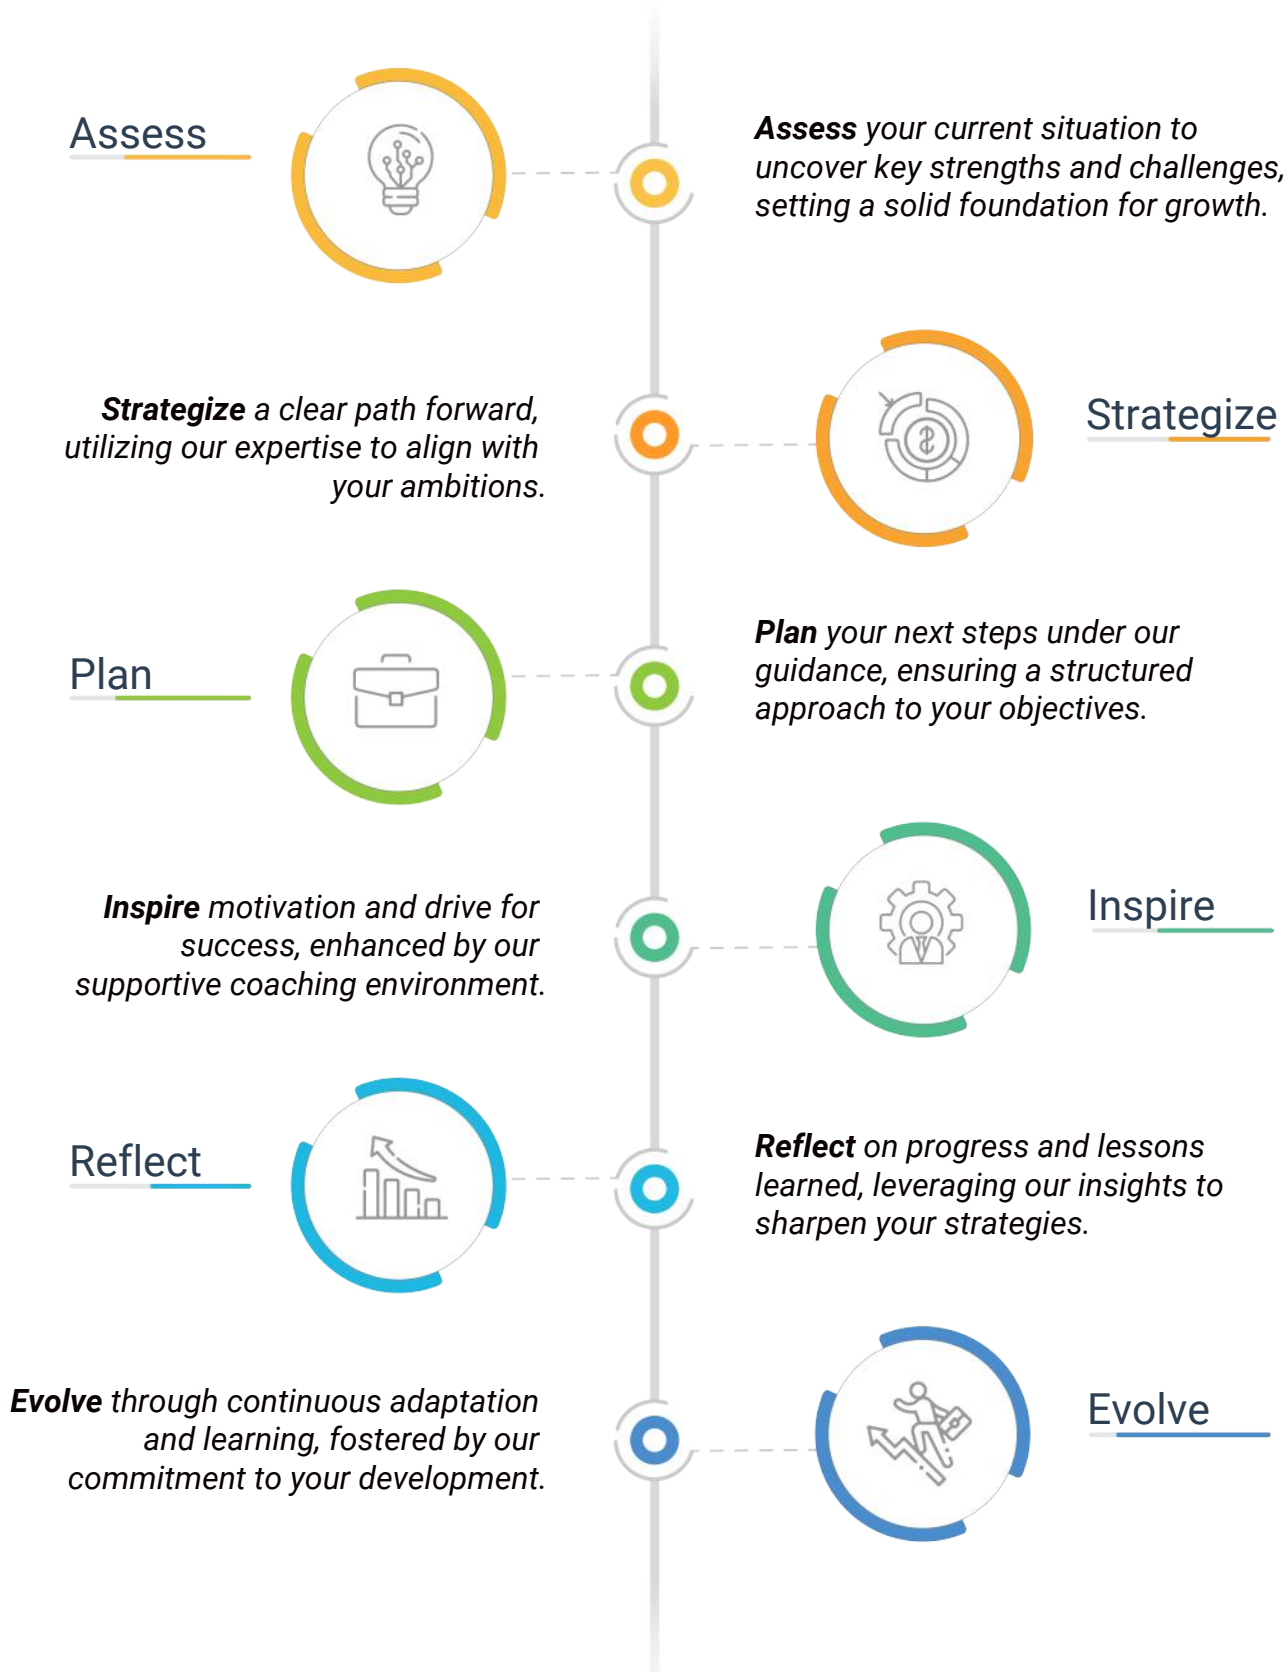 Assess
Assess your current situation to
uncover key strengths and challenges,
setting a solid foundation for growth.
Strategize a clear path forward,
utilizing our expertise to align with
your ambitions.
Strategize
Plan
Plan your next steps under our
guidance, ensuring a structured
approach to your objectives.
Inspire motivation and drive for
success, enhanced by our
supportive coaching environment.
Inspire
Reflect
Reflect on progress and lessons
learned, leveraging our insights to
sharpen your strategies.
Evolve through continuous adaptation
and learning, fostered by our
commitment to your development.
Evolve